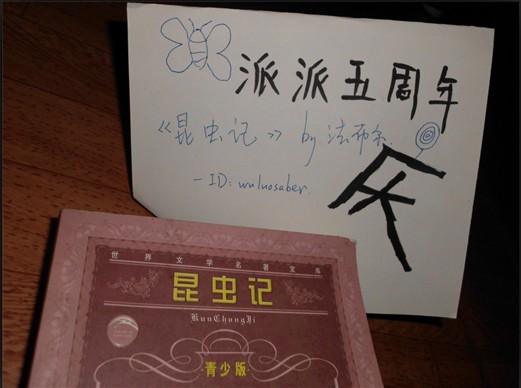 派派五周年
《昆虫记》 by 法布尔
-ID: wuluosaber.
世界文学名著宝库
昆虫记
KunChongJi
青少版